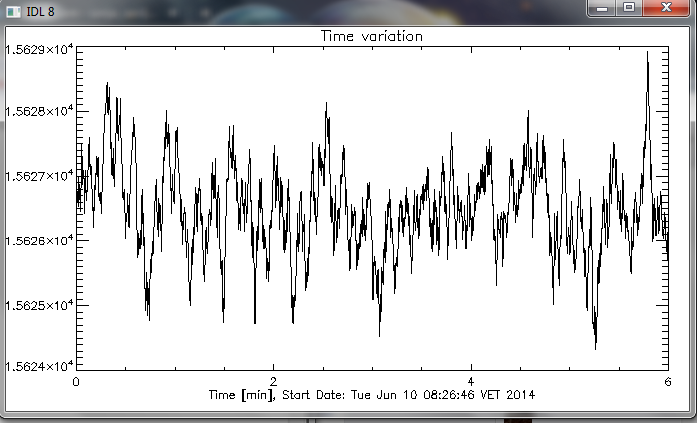 IDL 8
Time variation
1.5629×10⁴
1.5628×10⁴
1.5627×10⁴
1.5626×10⁴
1.5625×10⁴
1.5624×10⁴
0 2 4 6
Time [min], Start Date: Tue Jun 10 08:26:46 VET 2014